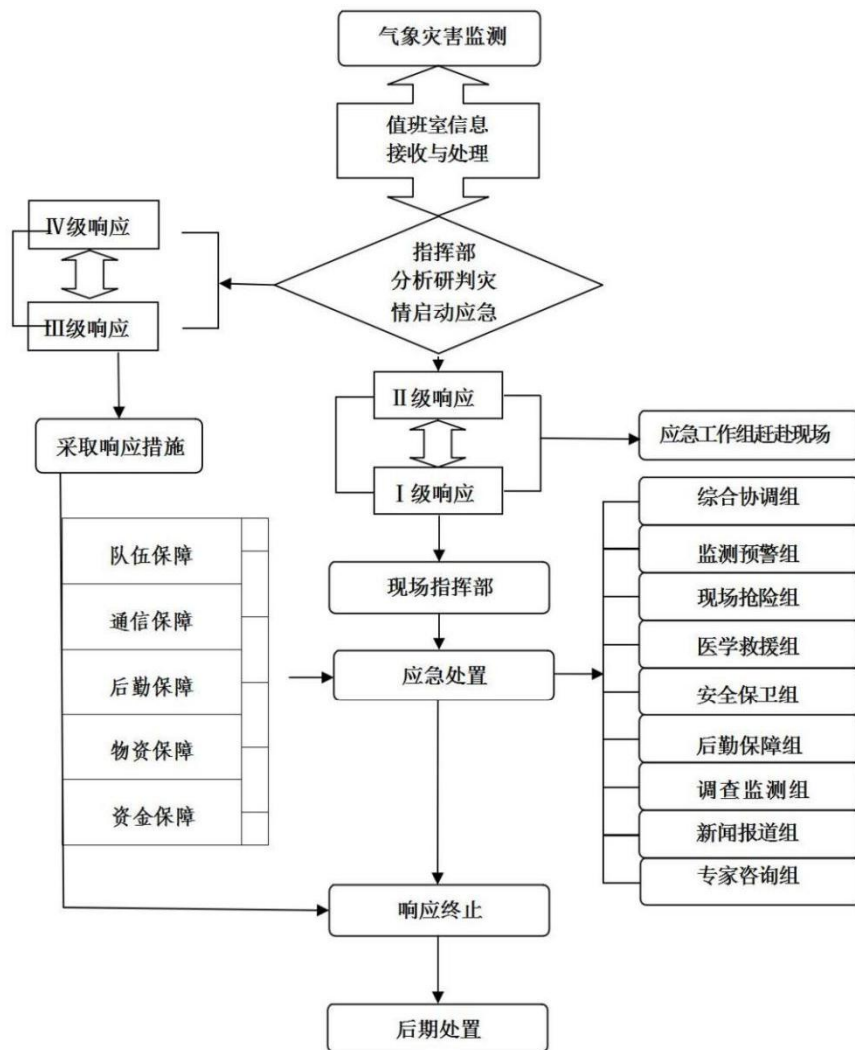 气象灾害监测
值班室信息
接收与处理
指挥部
分析研判灾
情启动应急
Ⅳ级响应
Ⅲ级响应
采取响应措施
Ⅱ级响应
Ⅰ级响应
应急工作组赶赴现场
现场指挥部
应急处置
队伍保障
通信保障
后勤保障
物资保障
资金保障
综合协调组
监测预警组
现场抢险组
医学救援组
安全保卫组
后勤保障组
调查监测组
新闻报道组
专家咨询组
响应终止
后期处置